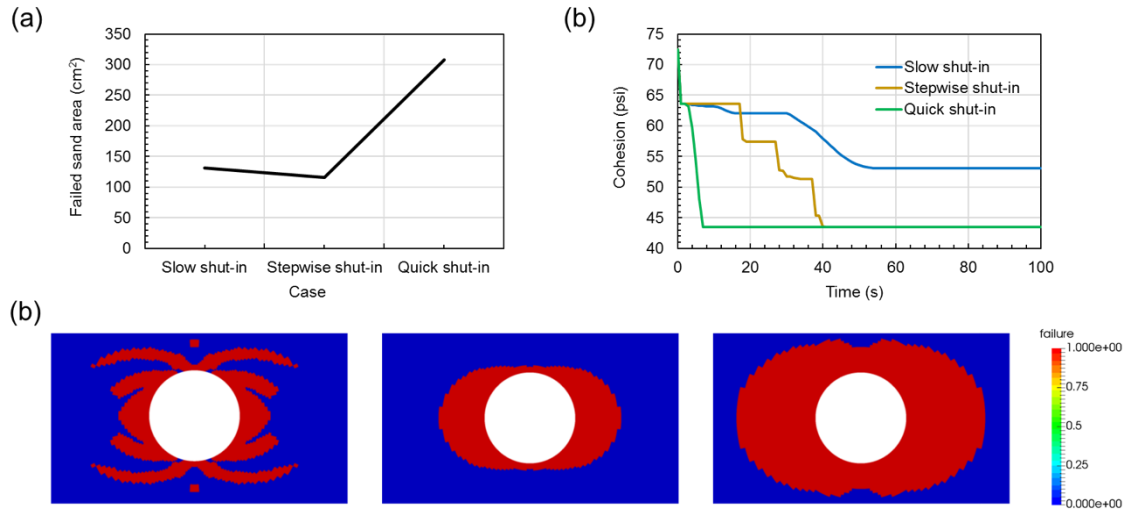 (a)
350
300
250
200
150
100
50
0
Failed sand area (cm²)
Slow shut-in Stepwise shut-in Quick shut-in
Case
(b)
75
70
65
60
55
50
45
40
Cohesion (psi)
Slow shut-in
Stepwise shut-in
Quick shut-in
0 20 40 60 80 100
Time (s)
(b)
failure
1.000e+00
0.75
0.50
0.25
0.000e+00